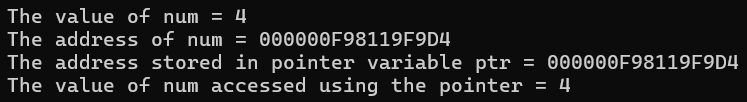 The value of num = 4
The address of num = 000000F98119F9D4
The address stored in pointer variable ptr = 000000F98119F9D4
The value of num accessed using the pointer = 4